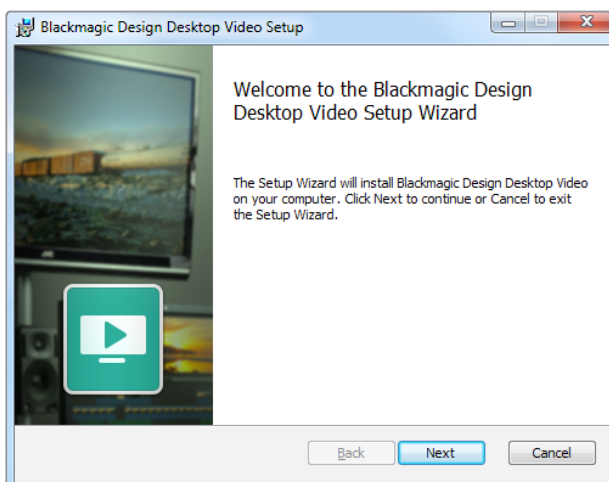 Blackmagic Design Desktop Video Setup
Welcome to the Blackmagic Design
Desktop Video Setup Wizard
The Setup Wizard will install Blackmagic Design Desktop Video
on your computer. Click Next to continue or Cancel to exit
the Setup Wizard.
Back
Next
Cancel